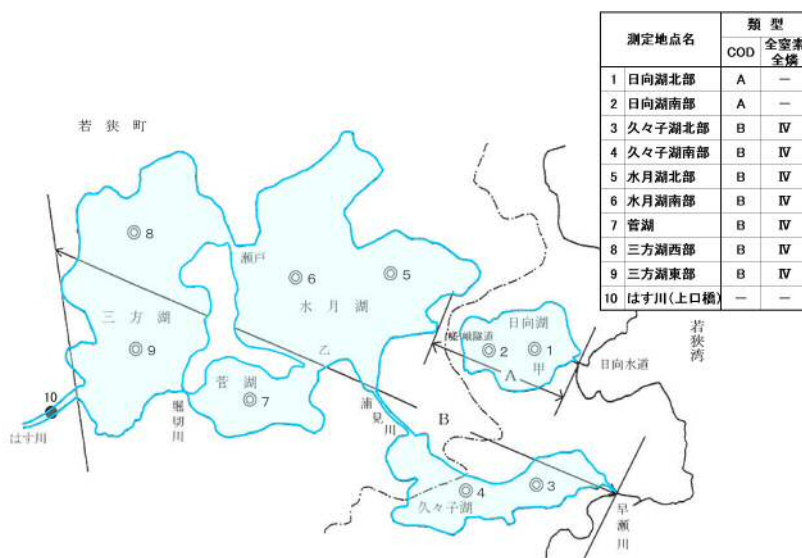 測定地点名 類型
COD 全窒素 全燐
1 日向湖北部 A －
2 日向湖南部 A －
3 久々子湖北部 B Ⅳ
4 久々子湖南部 B Ⅳ
5 水月湖北部 B Ⅳ
6 水月湖南部 B Ⅳ
7 菅湖 B Ⅳ
8 三方湖西部 B Ⅳ
9 三方湖東部 B Ⅳ
10 はす川(上口橋) － －
若狭町
8
瀬戸
6
5
水月湖
三方湖
9
乙
菅湖
7
堀切川
10
はす川
浦見川
B
嵯峨隧道
日向湖
2
1
甲
A
日向水道
若狭湾
3
4
久々子湖
早瀬川